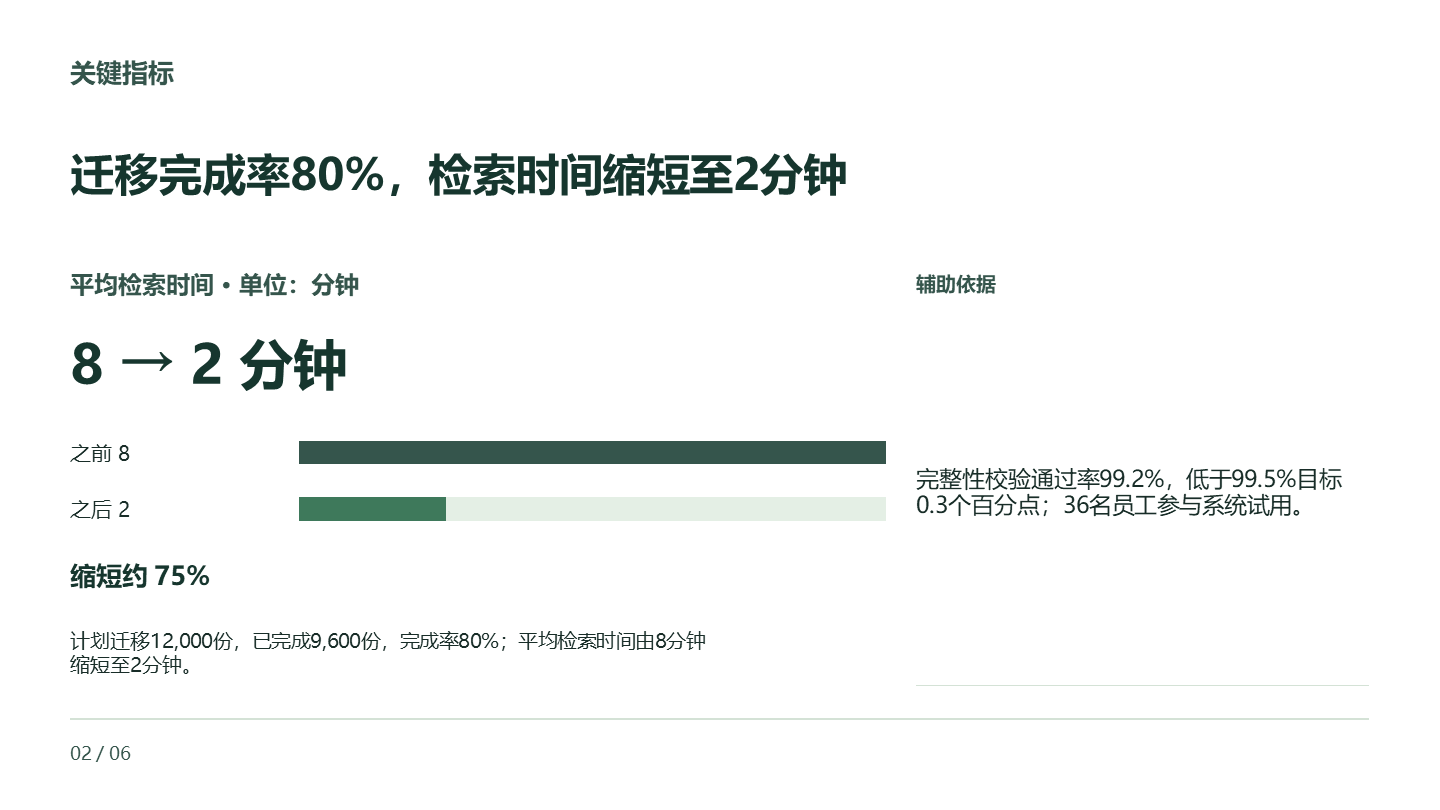 关键指标
迁移完成率80%，检索时间缩短至2分钟
平均检索时间 • 单位：分钟
8 → 2 分钟
之前 8
之后 2
缩短约 75%
计划迁移12,000份，已完成9,600份，完成率80%；平均检索时间由8分钟
缩短至2分钟。
辅助依据
完整性校验通过率99.2%，低于99.5%目标
0.3个百分点；36名员工参与系统试用。
02 / 06